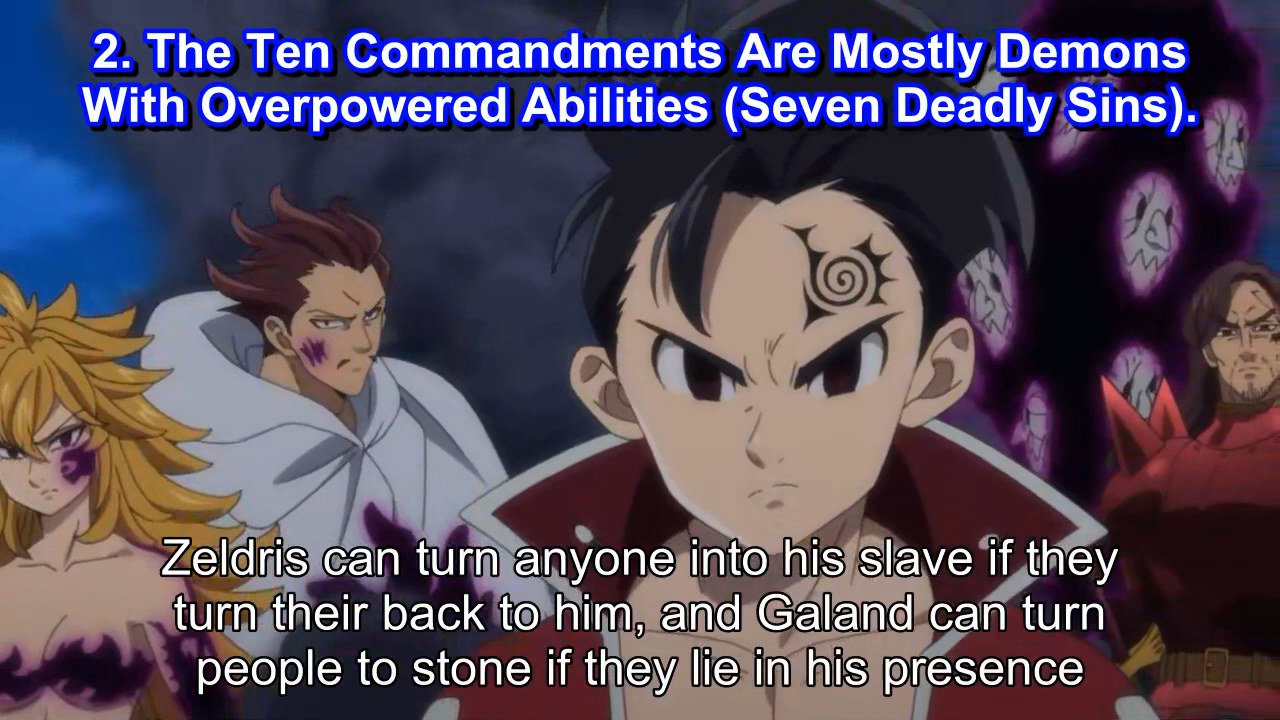 2. The Ten Commandments Are Mostly Demons
With Overpowered Abilities (Seven Deadly Sins).
Zeldris can turn anyone into his slave if they
turn their back to him, and Galand can turn
people to stone if they lie in his presence